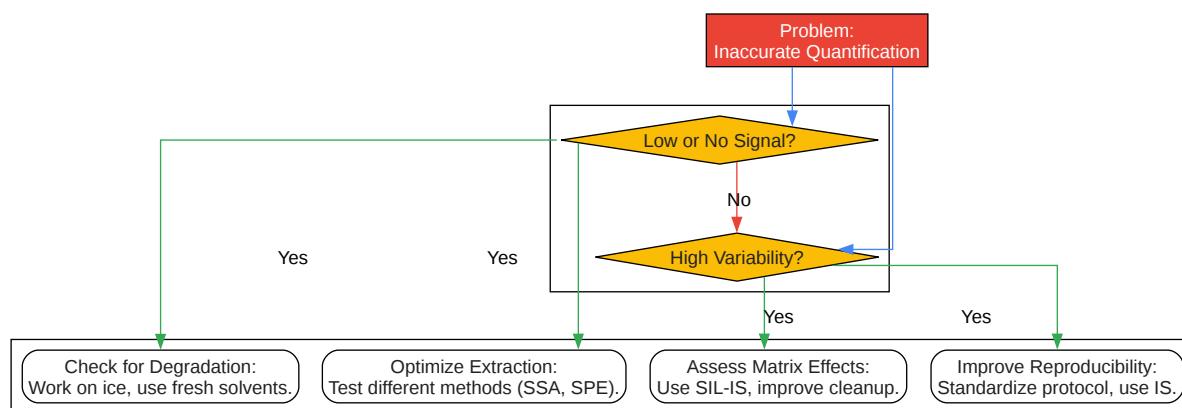 Problem:
Inaccurate Quantification
Low or No Signal?
No
High Variability?
Yes
Yes
Yes
Yes
Check for Degradation:
Work on ice, use fresh solvents.
Optimize Extraction:
Test different methods (SSA, SPE).
Assess Matrix Effects:
Use SIL-IS, improve cleanup.
Improve Reproducibility:
Standardize protocol, use IS.